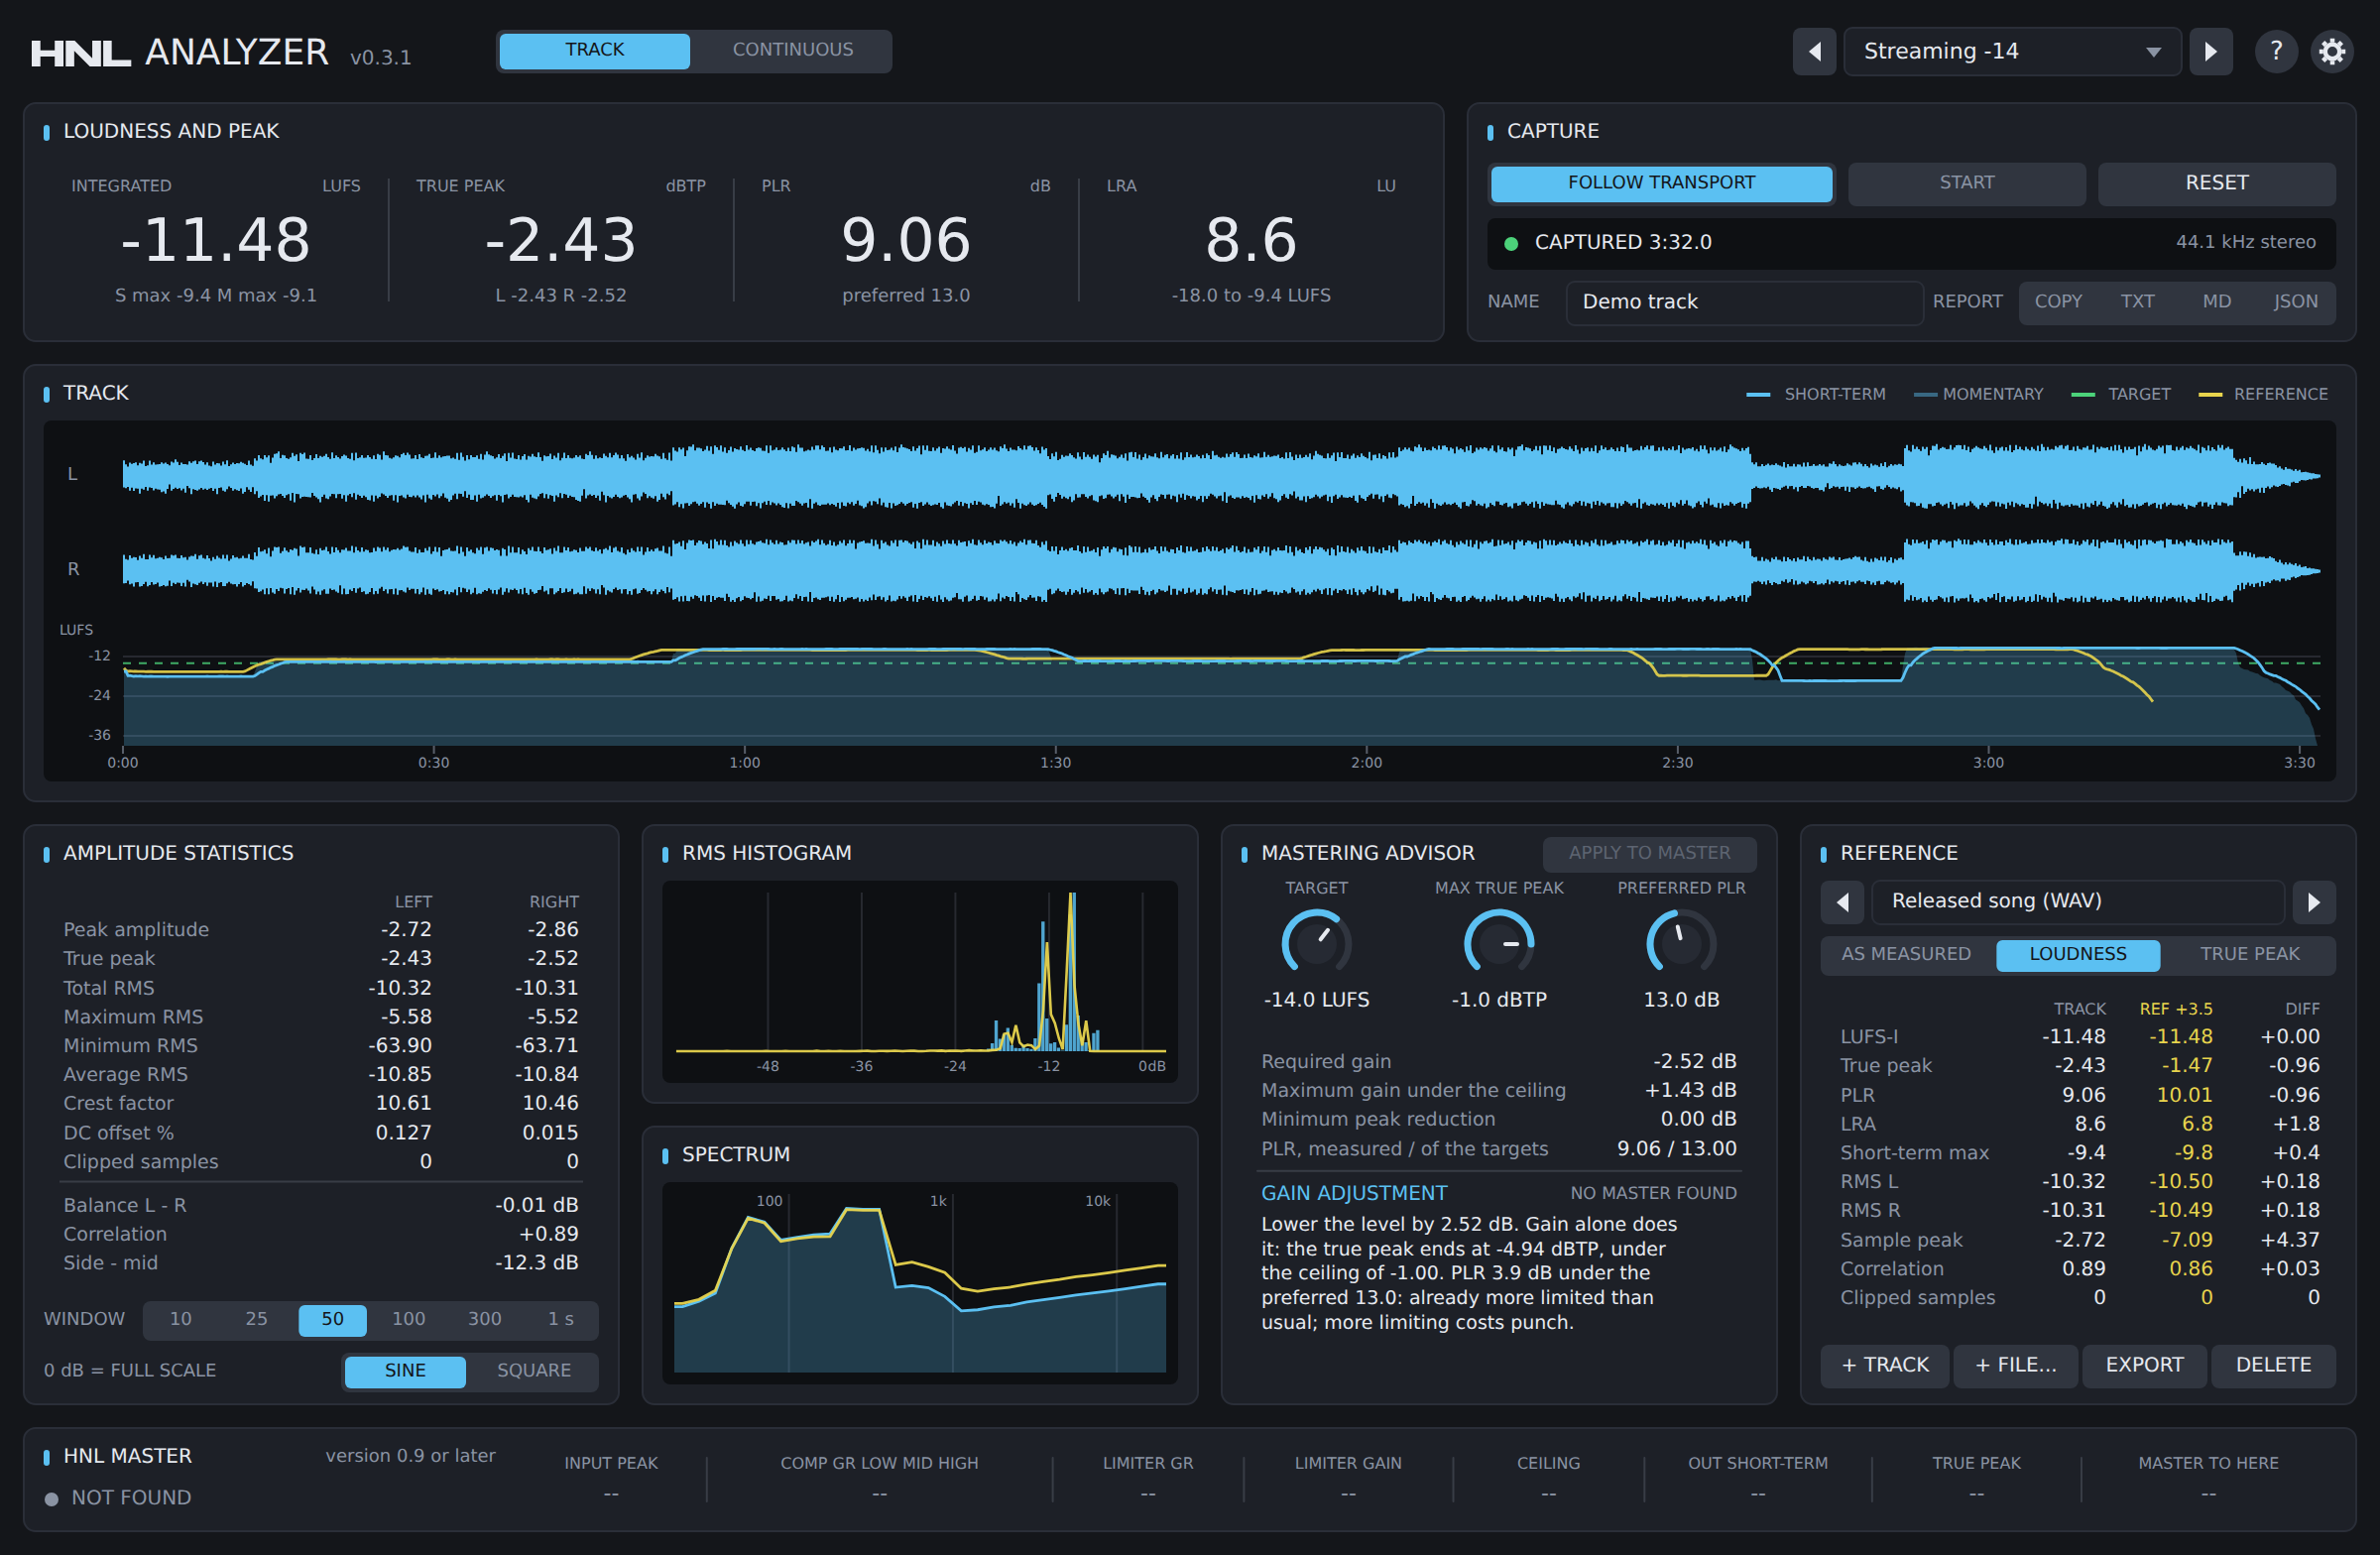 HNL ANALYZER v0.3.1
TRACK CONTINUOUS
Streaming -14 ?
LOUDNESS AND PEAK
INTEGRATED LUFS TRUE PEAK dBTP PLR dB LRA LU
-11.48 -2.43 9.06 8.6
S max -9.4 M max -9.1 L -2.43 R -2.52 preferred 13.0 -18.0 to -9.4 LUFS
CAPTURE
FOLLOW TRANSPORT START RESET
CAPTURED 3:32.0 44.1 kHz stereo
NAME Demo track REPORT COPY TXT MD JSON
TRACK SHORT-TERM MOMENTARY TARGET REFERENCE
L
R
LUFS
-12
-24
-36
0:00 0:30 1:00 1:30 2:00 2:30 3:00 3:30
AMPLITUDE STATISTICS
LEFT RIGHT
Peak amplitude -2.72 -2.86
True peak -2.43 -2.52
Total RMS -10.32 -10.31
Maximum RMS -5.58 -5.52
Minimum RMS -63.90 -63.71
Average RMS -10.85 -10.84
Crest factor 10.61 10.46
DC offset % 0.127 0.015
Clipped samples 0 0
Balance L - R -0.01 dB
Correlation +0.89
Side - mid -12.3 dB
WINDOW 10 25 50 100 300 1 s
0 dB = FULL SCALE SINE SQUARE
RMS HISTOGRAM
-48 -36 -24 -12 0dB
SPECTRUM
100 1k 10k
MASTERING ADVISOR APPLY TO MASTER
TARGET MAX TRUE PEAK PREFERRED PLR
-14.0 LUFS -1.0 dBTP 13.0 dB
Required gain -2.52 dB
Maximum gain under the ceiling +1.43 dB
Minimum peak reduction 0.00 dB
PLR, measured / of the targets 9.06 / 13.00
GAIN ADJUSTMENT NO MASTER FOUND
Lower the level by 2.52 dB. Gain alone does
it: the true peak ends at -4.94 dBTP, under
the ceiling of -1.00. PLR 3.9 dB under the
preferred 13.0: already more limited than
usual; more limiting costs punch.
REFERENCE
Released song (WAV)
AS MEASURED LOUDNESS TRUE PEAK
TRACK REF +3.5 DIFF
LUFS-I -11.48 -11.48 +0.00
True peak -2.43 -1.47 -0.96
PLR 9.06 10.01 -0.96
LRA 8.6 6.8 +1.8
Short-term max -9.4 -9.8 +0.4
RMS L -10.32 -10.50 +0.18
RMS R -10.31 -10.49 +0.18
Sample peak -2.72 -7.09 +4.37
Correlation 0.89 0.86 +0.03
Clipped samples 0 0 0
+ TRACK + FILE... EXPORT DELETE
HNL MASTER version 0.9 or later
NOT FOUND
INPUT PEAK COMP GR LOW MID HIGH LIMITER GR LIMITER GAIN CEILING OUT SHORT-TERM TRUE PEAK MASTER TO HERE
-- -- -- -- -- -- -- --